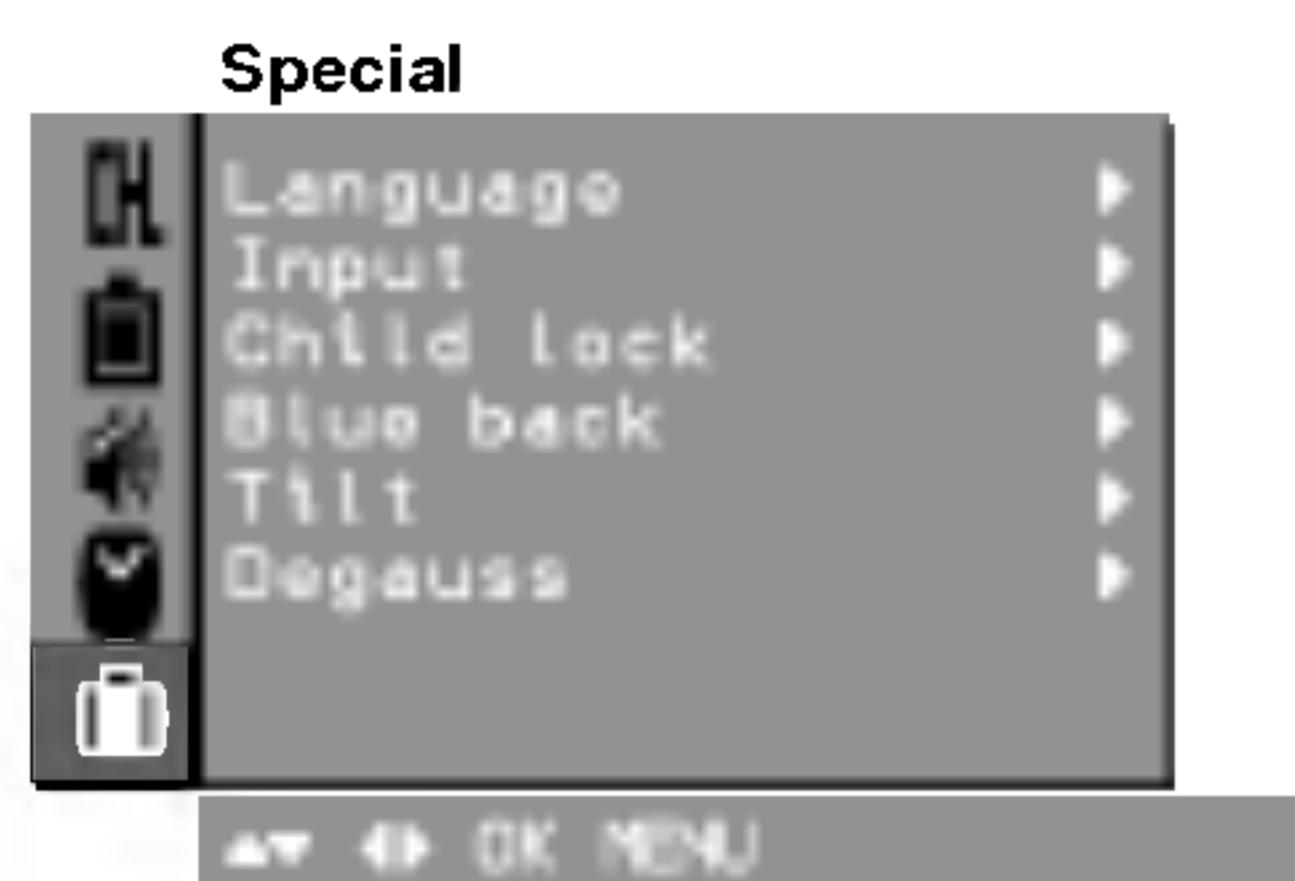 Special
Language
Input
Child lock
Blue back
Tilt
Degauss
▲▼ ◀▶ OK MENU